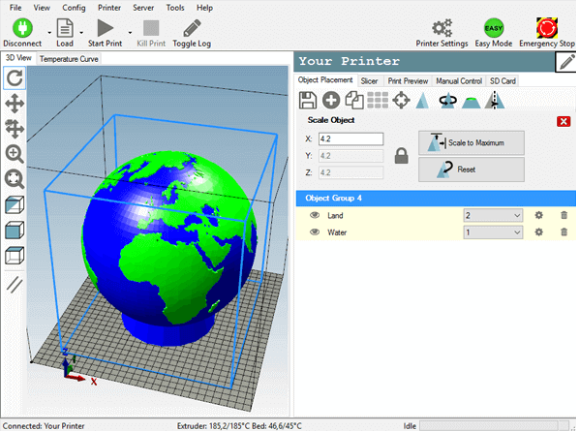 File View Config Printer Server Tools Help
Disconnect Load Start Print Kill Print Toggle Log Printer Settings EASY Easy Mode Emergency Stop
3D View Temperature Curve
Your Printer
Object Placement Slicer Print Preview Manual Control SD Card
Scale Object
X: 4.2 Scale to Maximum
Y: 4.2
Z: 4.2 Reset
Object Group 4
Land 2
Water 1
Z
Y
X
Connected: Your Printer Extruder: 185,2/185°C Bed: 46,6/45°C Idle